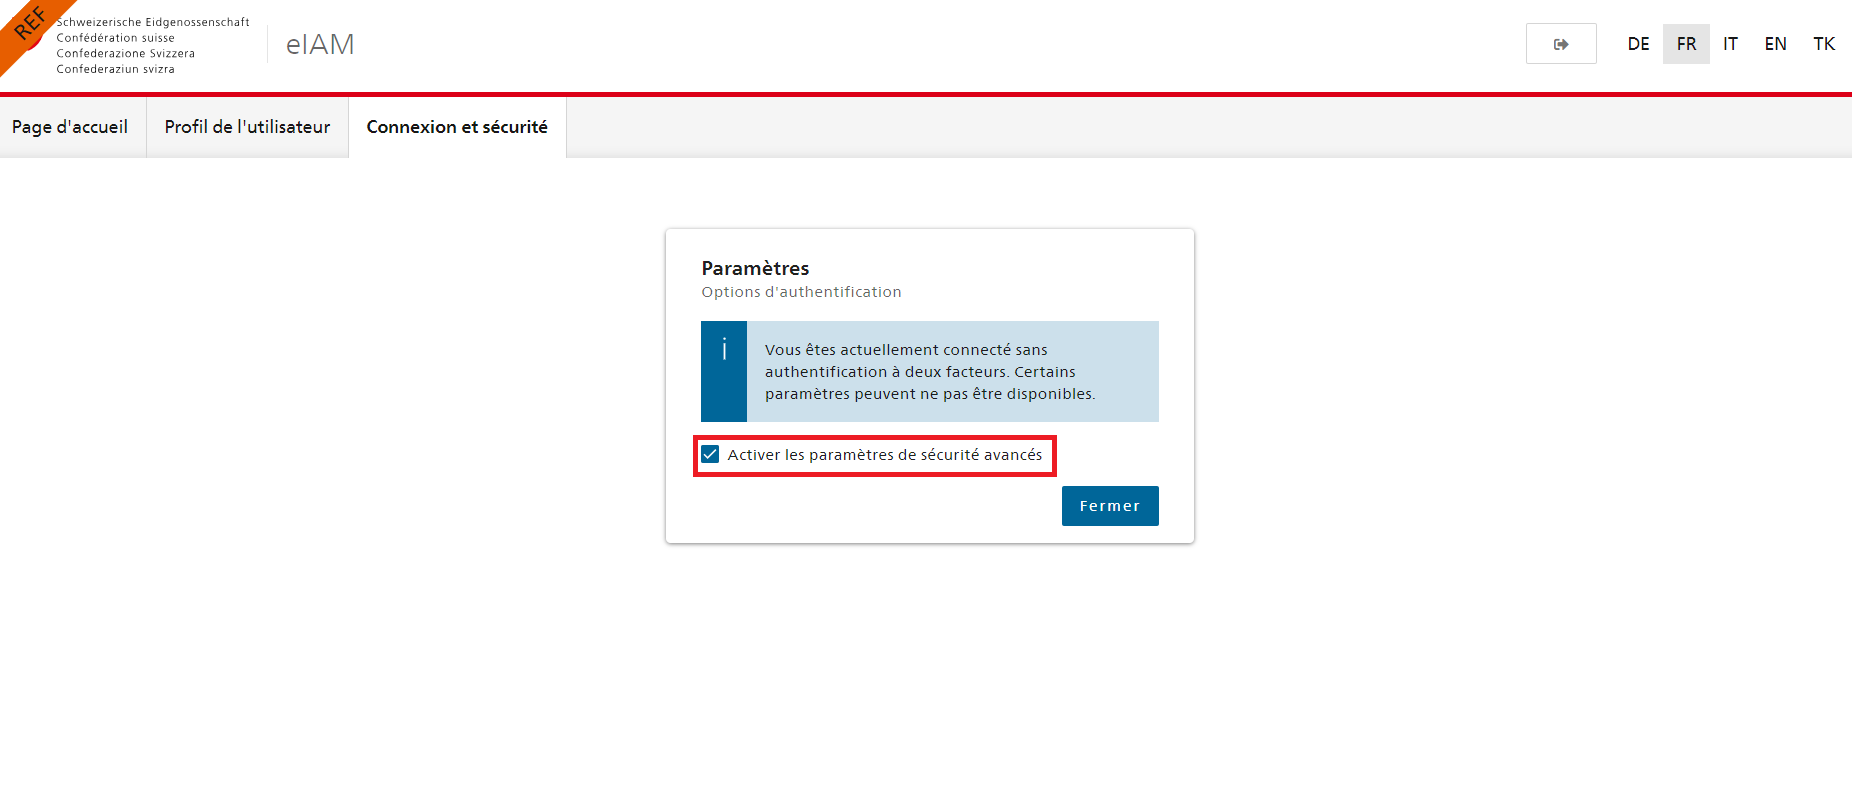 REF
Schweizerische Eidgenossenschaft
Confédération suisse
Confederazione Svizzera
Confederaziun svizra
eIAM
DE FR IT EN TK
Page d'accueil Profil de l'utilisateur Connexion et sécurité
Paramètres
Options d'authentification
i
Vous êtes actuellement connecté sans
authentification à deux facteurs. Certains
paramètres peuvent ne pas être disponibles.
Activer les paramètres de sécurité avancés
Fermer